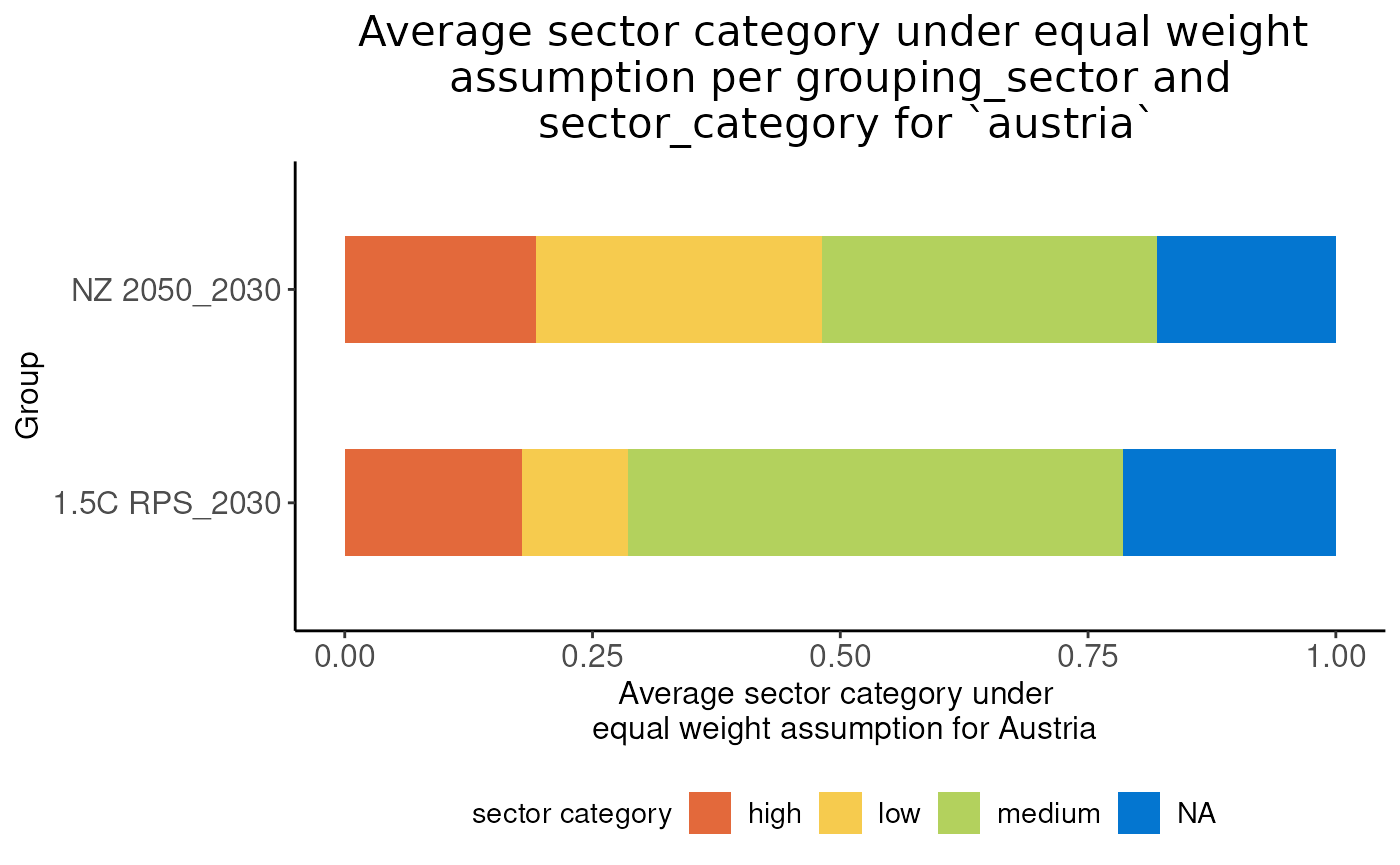 Average sector category under equal weight
assumption per grouping_sector and
sector_category for `austria`
Group
NZ 2050_2030
1.5C RPS_2030
0.00 0.25 0.50 0.75 1.00
Average sector category under
equal weight assumption for Austria
sector category high low medium NA